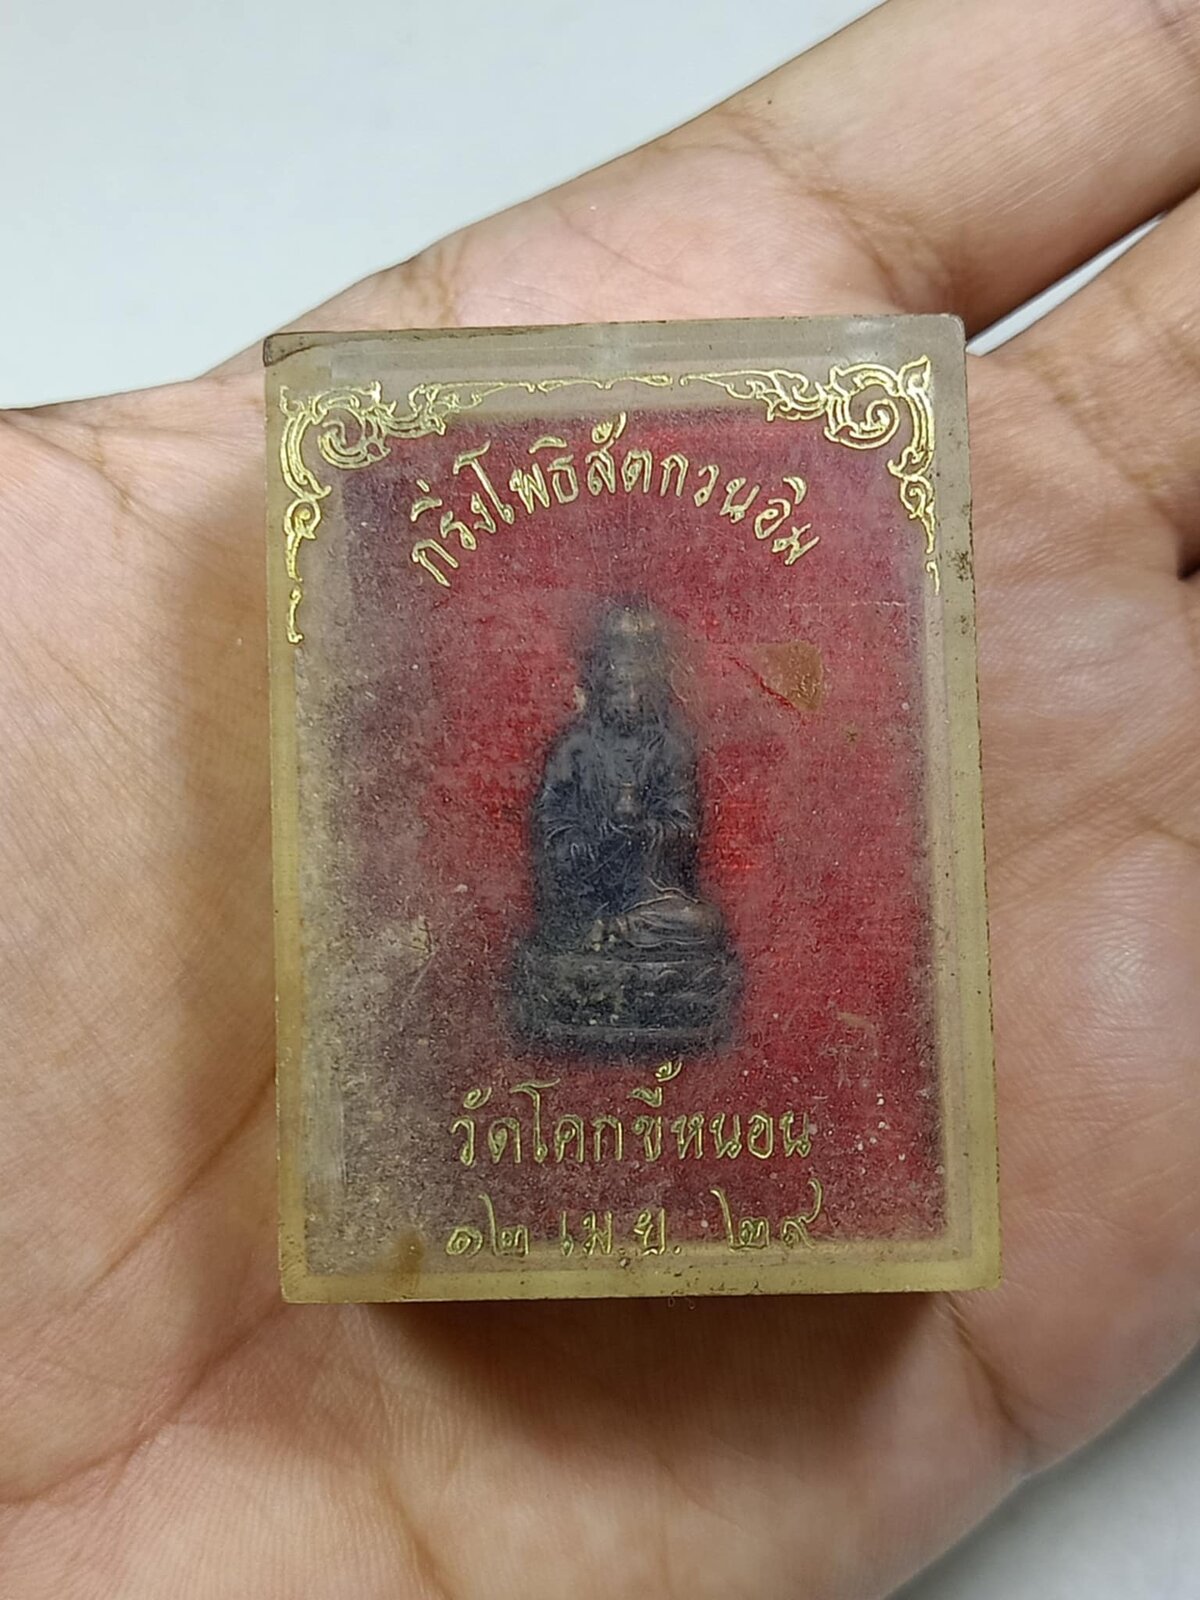 กริ่งโพธิสัตกวนอิม
วัดโคกขี้หนอน
๑๒ เม.ย. ๒๙